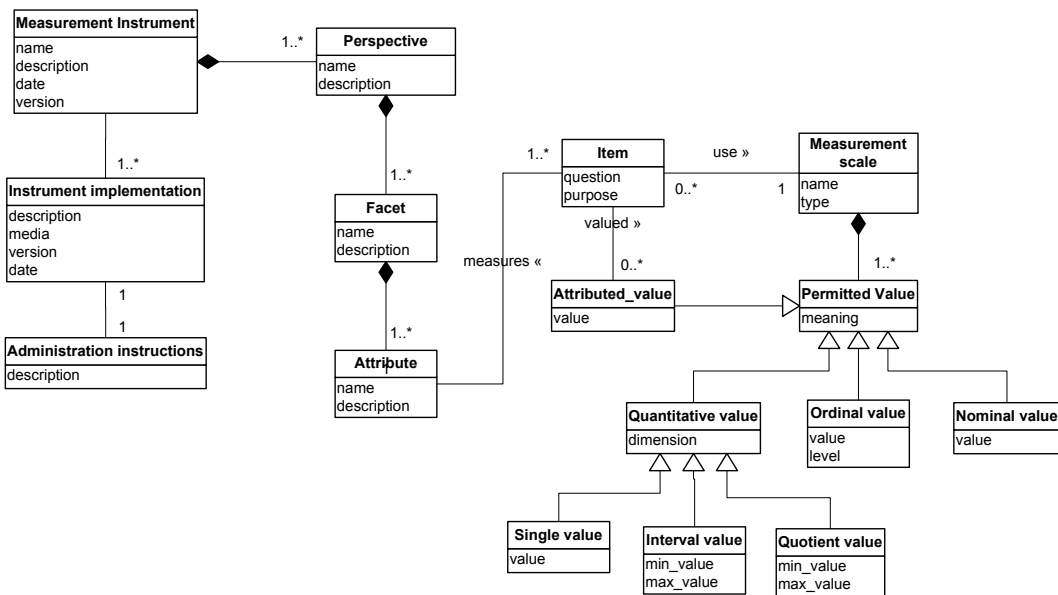 Measurement Instrument
name
description
date
version
1..*
Perspective
name
description
1..*
Instrument implementation
description
media
version
date
1
1
Administration instructions
description
1..*
Facet
name
description
1..*
Attribute
name
description
measures «
1..*
Item
question
purpose
use »
0..*
1
Measurement
scale
name
type
valued »
0..*
1..*
Attributed_value
value
Permitted Value
meaning
Quantitative value
dimension
Ordinal value
value
level
Nominal value
value
Single value
value
Interval value
min_value
max_value
Quotient value
min_value
max_value